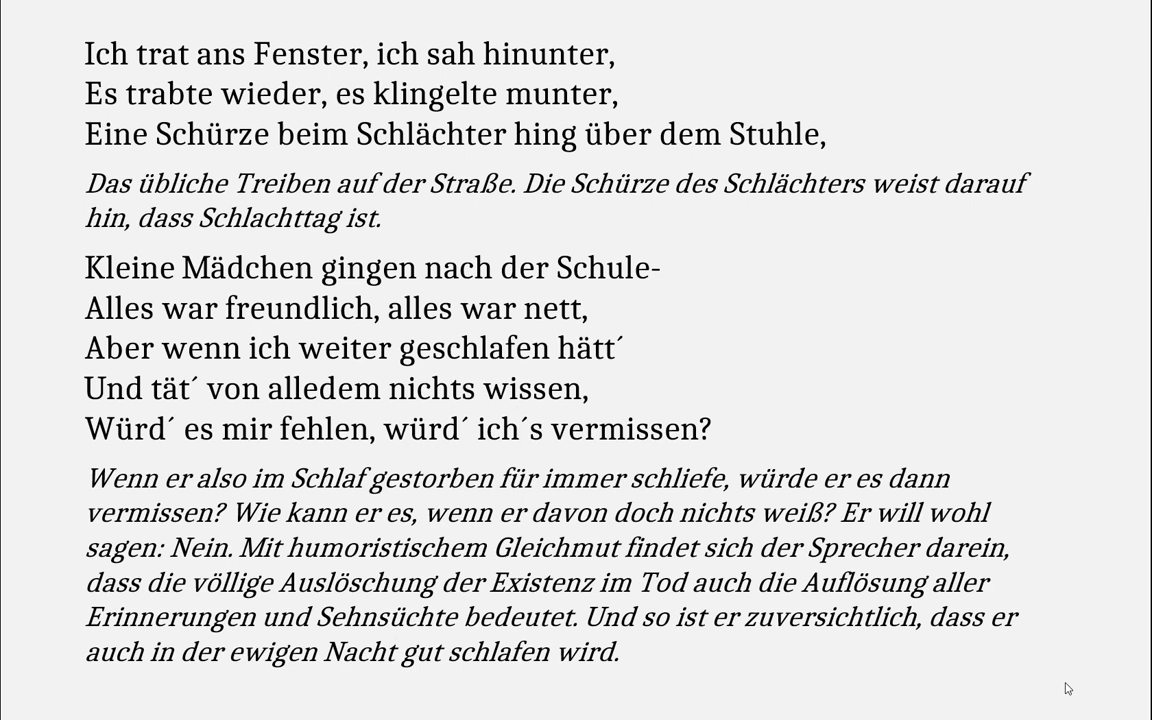 Ich trat ans Fenster, ich sah hinunter,
Es trabte wieder, es klingelte munter,
Eine Schürze beim Schlächter hing über dem Stuhle,
Das übliche Treiben auf der Straße. Die Schürze des Schlächters weist darauf
hin, dass Schlachttag ist.
Kleine Mädchen gingen nach der Schule-
Alles war freundlich, alles war nett,
Aber wenn ich weiter geschlafen hätt´
Und tät´ von alledem nichts wissen,
Würd´ es mir fehlen, würd´ ich´s vermissen?
Wenn er also im Schlaf gestorben für immer schliefe, würde er es dann
vermissen? Wie kann er es, wenn er davon doch nichts weiß? Er will wohl
sagen: Nein. Mit humoristischem Gleichmut findet sich der Sprecher darein,
dass die völlige Auslöschung der Existenz im Tod auch die Auflösung aller
Erinnerungen und Sehnsüchte bedeutet. Und so ist er zuversichtlich, dass er
auch in der ewigen Nacht gut schlafen wird.